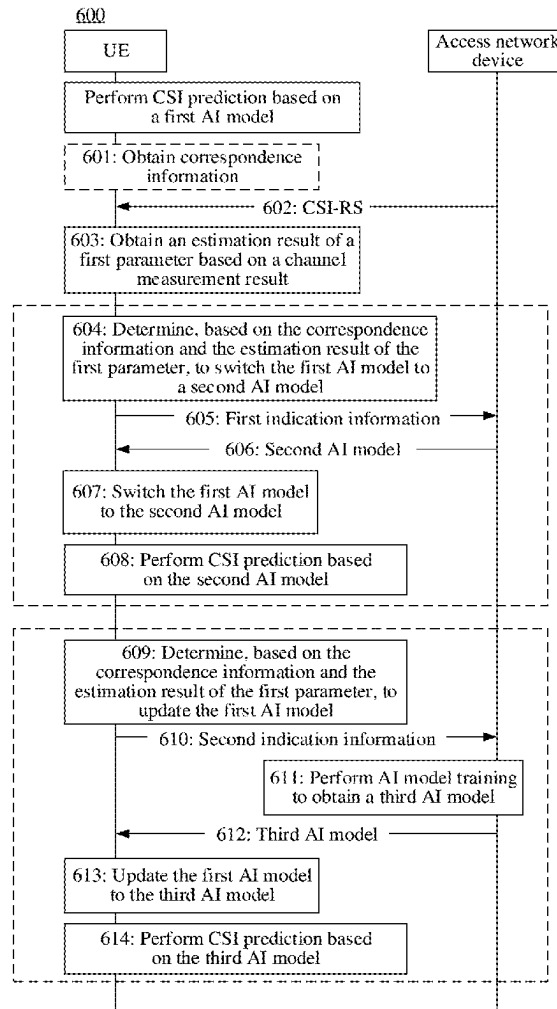 600
UE
Access network
device
Perform CSI prediction based on
a first AI model
601: Obtain correspondence
information
602: CSI-RS
603: Obtain an estimation result of a
first parameter based on a channel
measurement result
604: Determine, based on the correspondence
information and the estimation result of the
first parameter, to switch the first AI model to
a second AI model
605: First indication information
606: Second AI model
607: Switch the first AI model
to the second AI model
608: Perform CSI prediction based
on the second AI model
609: Determine, based on the
correspondence information and the
estimation result of the first parameter, to
update the first AI model
610: Second indication information
611: Perform AI model training
to obtain a third AI model
612: Third AI model
613: Update the first AI model
to the third AI model
614: Perform CSI prediction based
on the third AI model